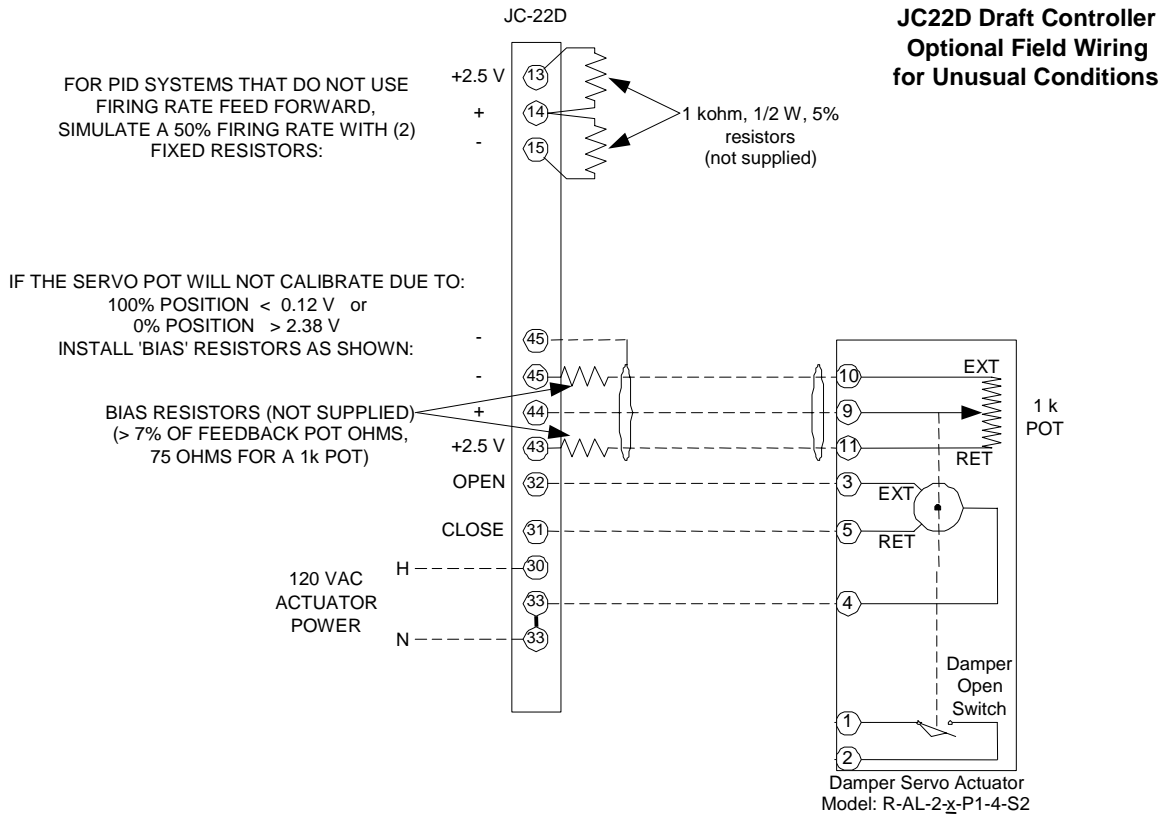 JC-22D
JC22D Draft Controller
Optional Field Wiring
for Unusual Conditions
FOR PID SYSTEMS THAT DO NOT USE
FIRING RATE FEED FORWARD,
SIMULATE A 50% FIRING RATE WITH (2)
FIXED RESISTORS:
+2.5 V
13
+
14
-
15
1 kohm, 1/2 W, 5%
resistors
(not supplied)
IF THE SERVO POT WILL NOT CALIBRATE DUE TO:
100% POSITION < 0.12 V or
0% POSITION > 2.38 V
INSTALL 'BIAS' RESISTORS AS SHOWN:
BIAS RESISTORS (NOT SUPPLIED)
(> 7% OF FEEDBACK POT OHMS,
75 OHMS FOR A 1k POT)
-
45
-
45
+
44
+2.5 V
43
OPEN
32
CLOSE
31
120 VAC
ACTUATOR
POWER
H
30
33
N
33
10
EXT
9
1 k
POT
11
RET
3
EXT
5
RET
4
Damper
Open
Switch
1
2
Damper Servo Actuator
Model: R-AL-2-x-P1-4-S2